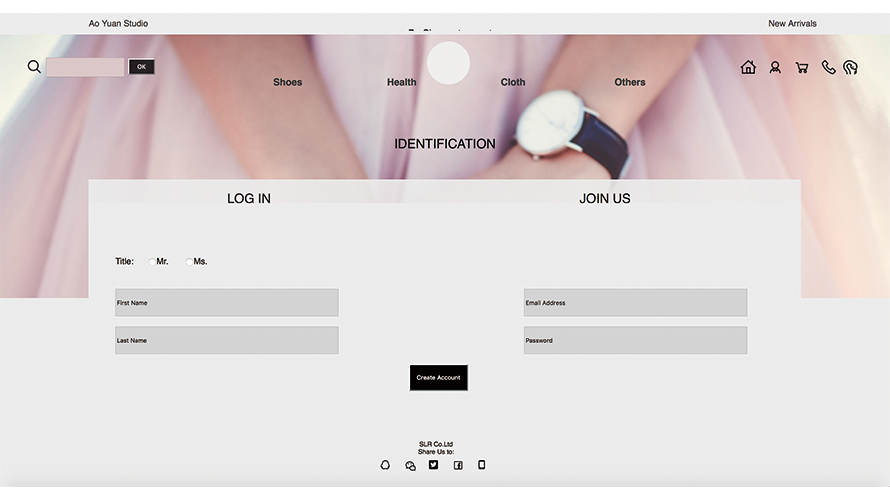 Ao Yuan Studio
New Arrivals
OK
Shoes
Health
Cloth
Others
IDENTIFICATION
LOG IN
JOIN US
Title:
Mr.
Ms.
First Name
Email Address
Last Name
Password
Create Account
SLR Co.Ltd
Share Us to: